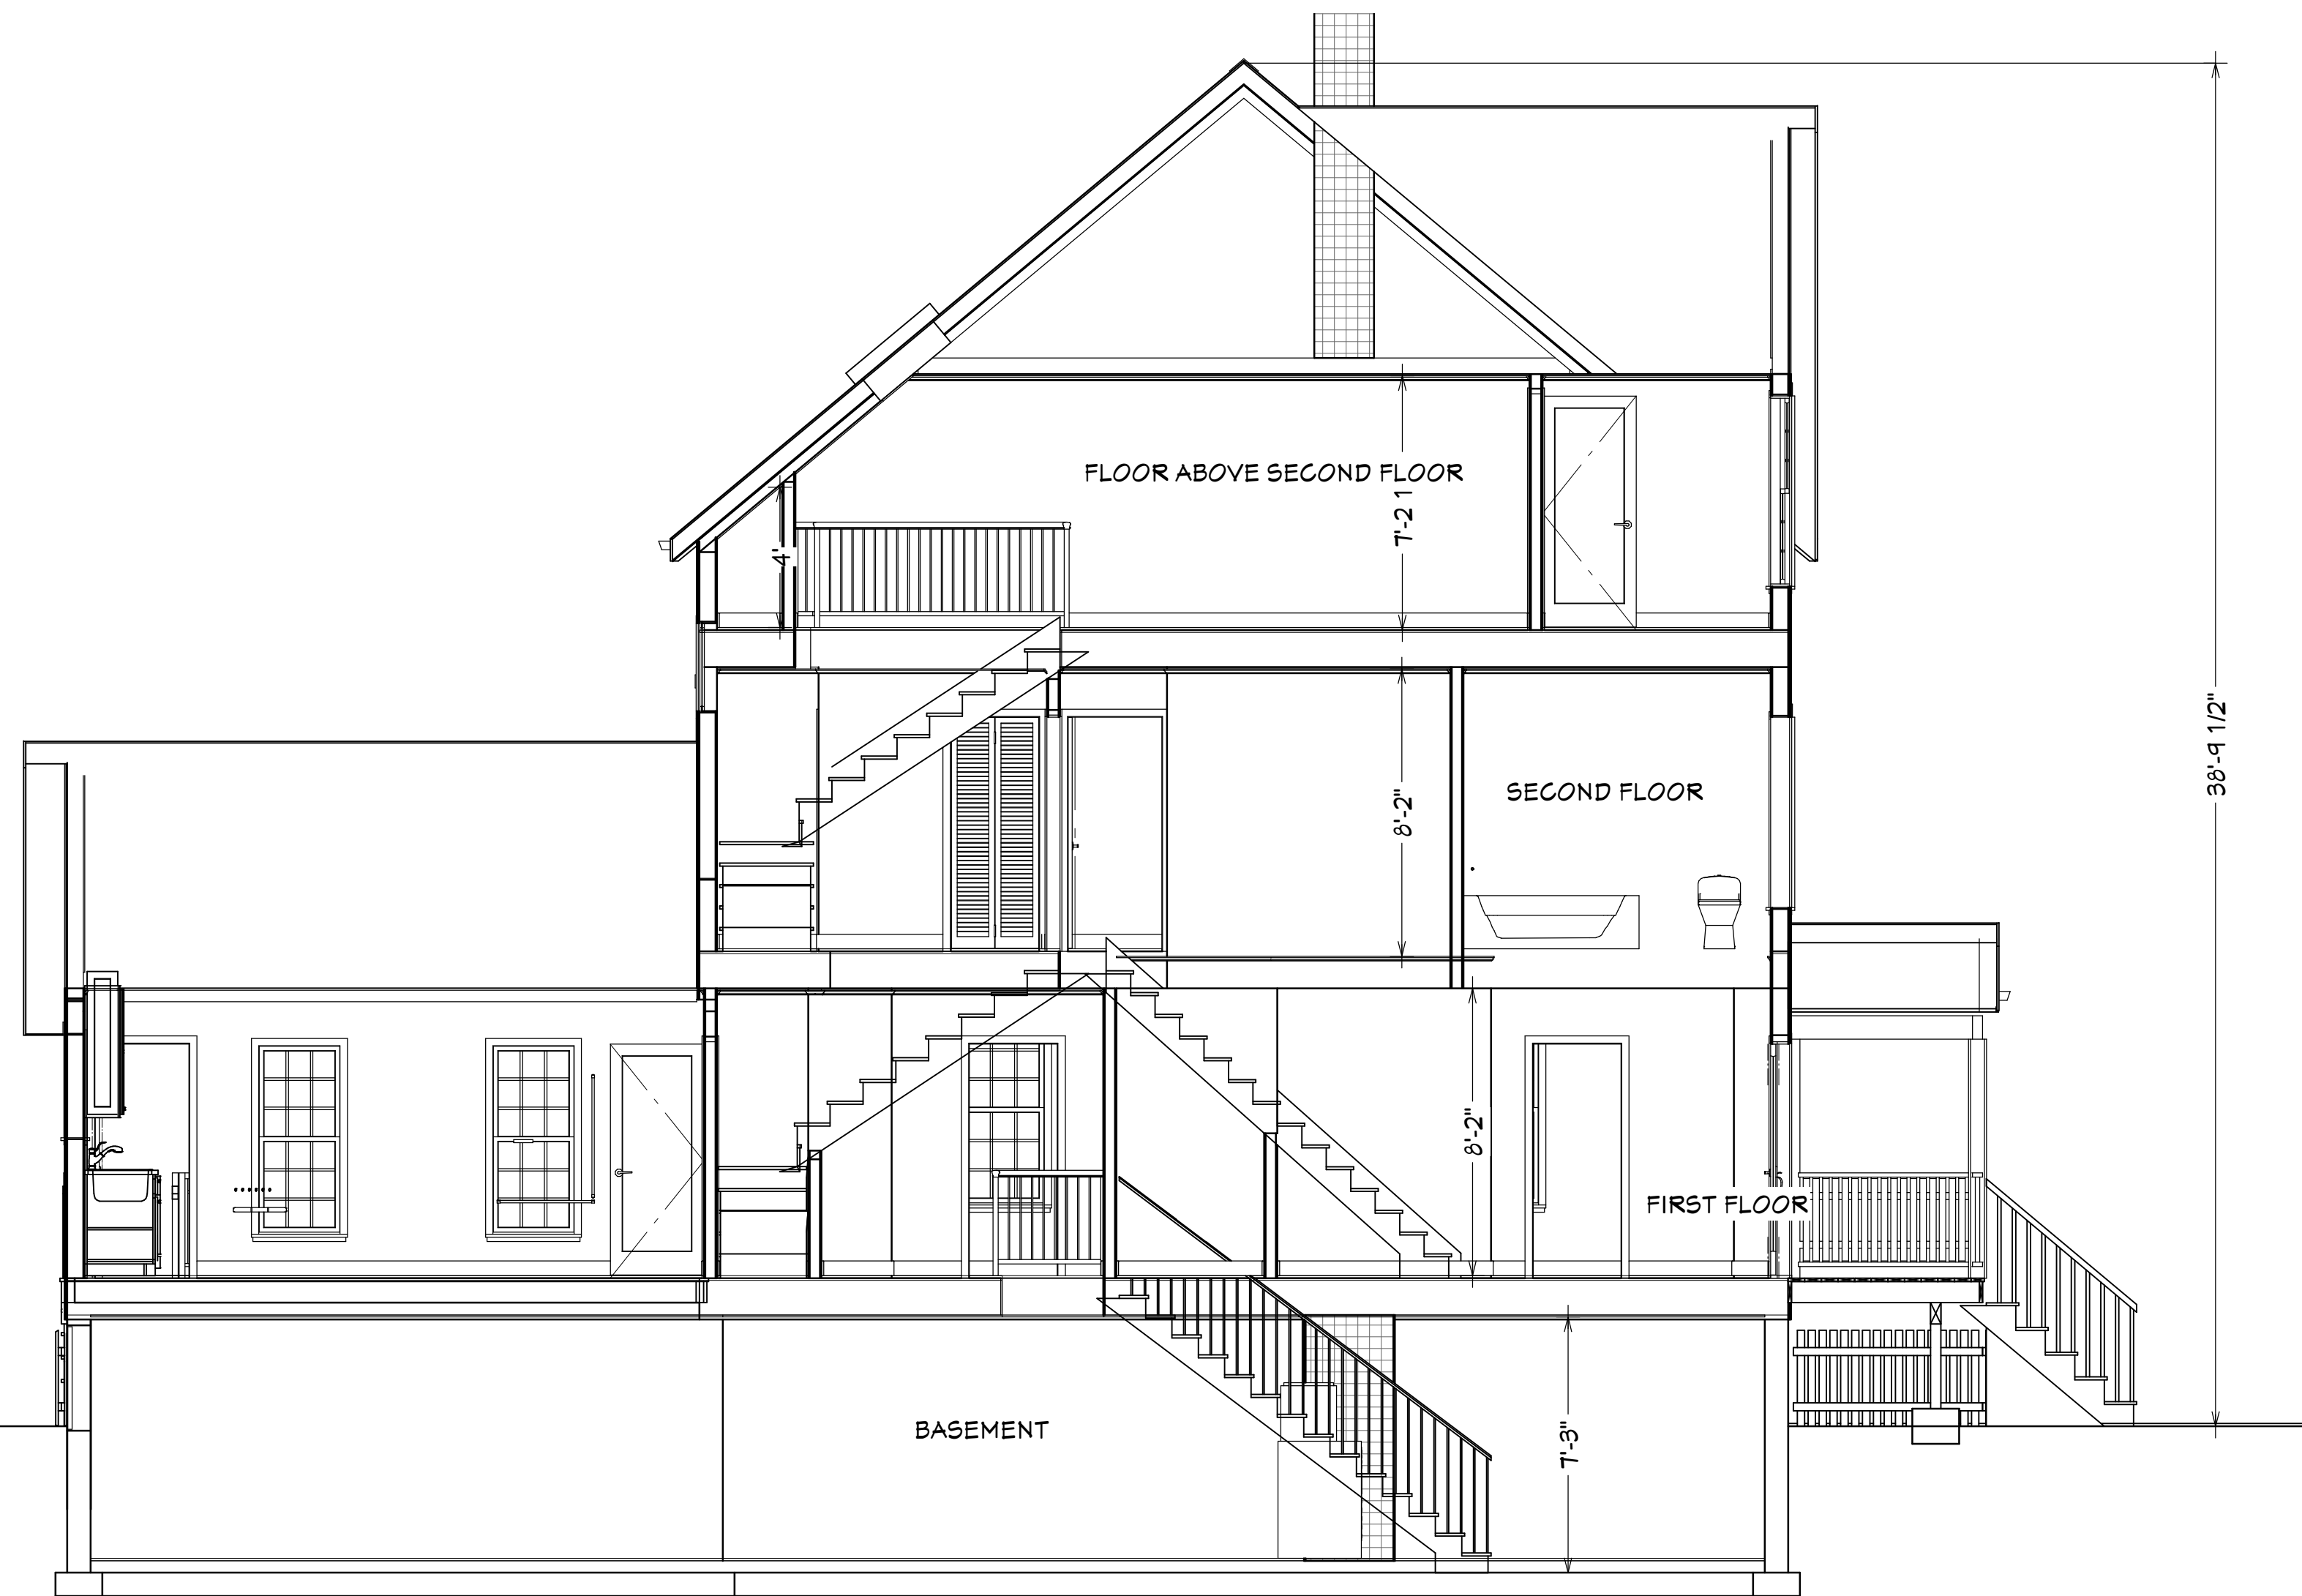 FLOOR ABOVE SECOND FLOOR
7'-2 1
4'
38'-9 1/2"
SECOND FLOOR
8'-2"
8'-2"
FIRST FLOOR
BASEMENT
7'-3"